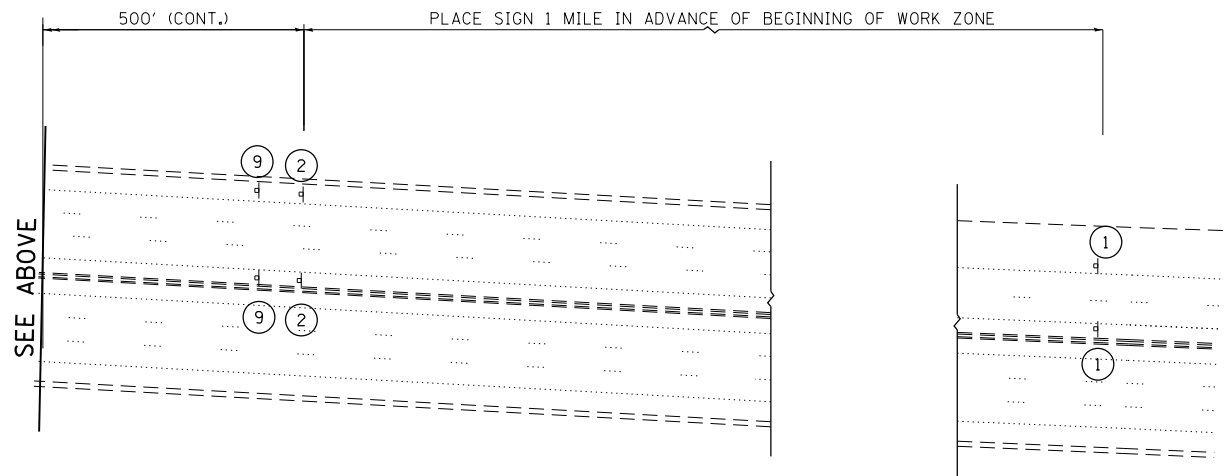 500' (CONT.)
PLACE SIGN 1 MILE IN ADVANCE OF BEGINNING OF WORK ZONE
9
2
SEE ABOVE
9
2
1
1